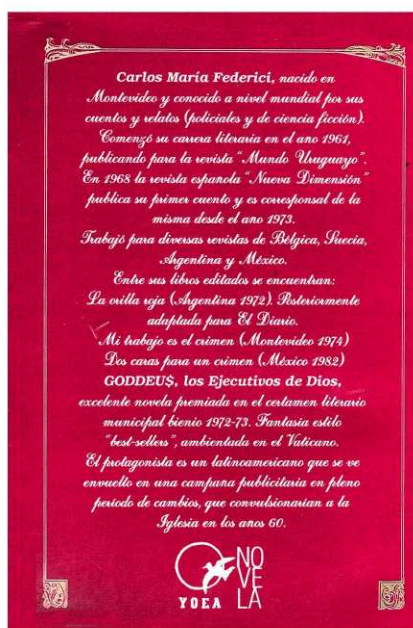 Carlos María Federici, nacido en
Montevideo y conocido a nivel mundial por sus
cuentos y relatos (policiales y de ciencia ficción).
Comenzó su carrera literaria en el año 1961,
publicando para la revista "Mundo Uruguayo".
En 1968 la revista española "Nueva Dimensión"
publica su primer cuento y es corresponsal de la
misma desde el ano 1973.
Trabajó para diversas revistas de Bélgica, Suecia,
Argentina y México.
Entre sus libros editados se encuentran:
La orilla roja (Argentina 1972). Posteriormente
adaptada para El Diario.
Mi trabajo es el crimen (Montevideo 1974)
Dos caras para un crimen (México 1982)
GODDEU$, los Ejecutivos de Dios,
excelente novela premiada en el certamen literario
municipal bienio 1972-73. Fantasía estilo
"best-sellers", ambientada en el Vaticano.
El protagonista es un latinoamericano que se ve
envuelto en una campana publicitaria en pleno
período de cambios, que convulsionarían a la
Iglesia en los anos 60.
YOEA
NO
VE
LA